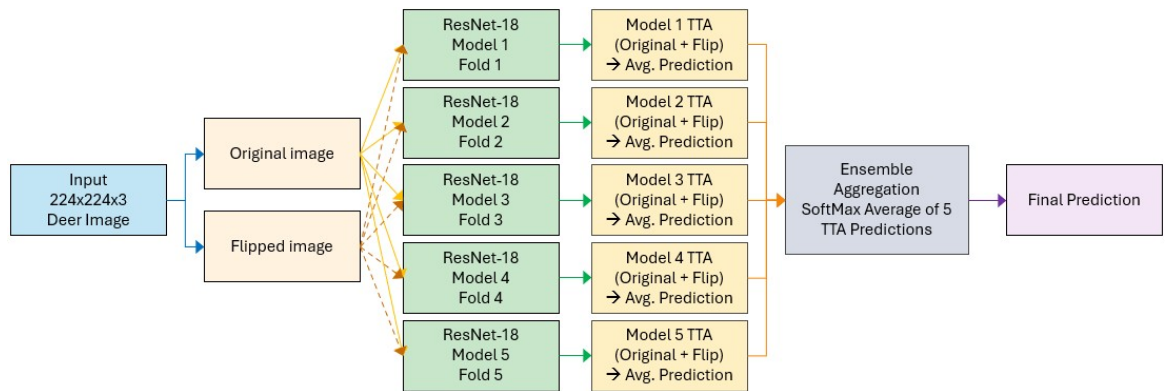 Input
224x224x3
Deer Image
Original image
Flipped image
ResNet-18
Model 1
Fold 1
ResNet-18
Model 2
Fold 2
ResNet-18
Model 3
Fold 3
ResNet-18
Model 4
Fold 4
ResNet-18
Model 5
Fold 5
Model 1 TTA
(Original + Flip)
→ Avg. Prediction
Model 2 TTA
(Original + Flip)
→ Avg. Prediction
Model 3 TTA
(Original + Flip)
→ Avg. Prediction
Model 4 TTA
(Original + Flip)
→ Avg. Prediction
Model 5 TTA
(Original + Flip)
→ Avg. Prediction
Ensemble
Aggregation
SoftMax Average of 5
TTA Predictions
Final Prediction